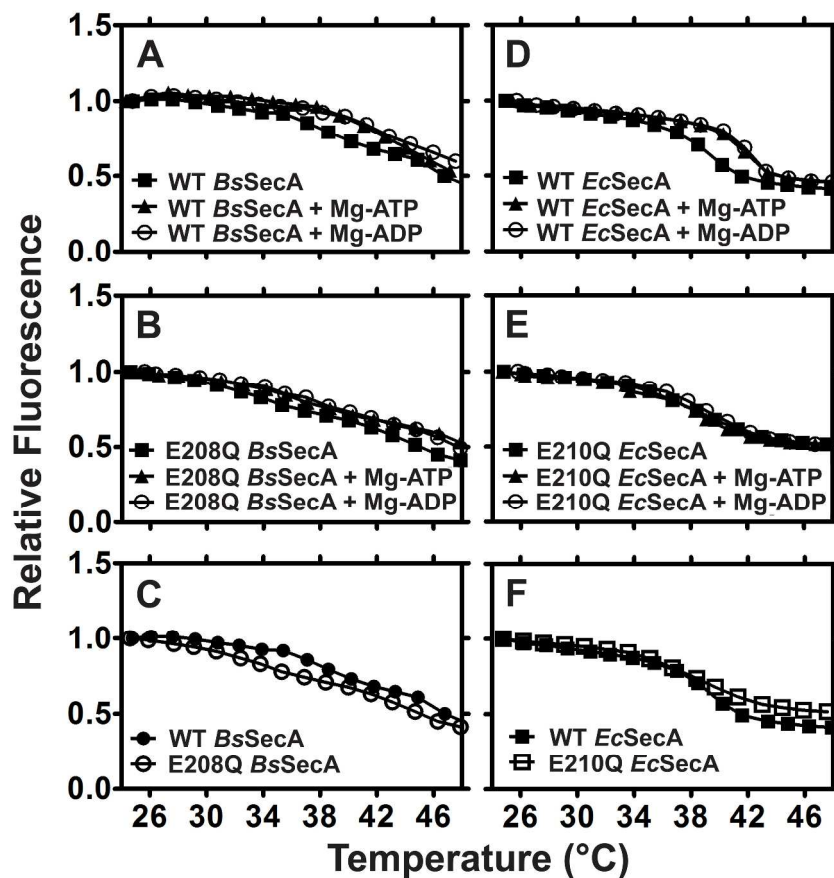 Relative Fluorescence
1.5
1.0
0.5
0.0
A
WT BsSecA
WT BsSecA + Mg-ATP
WT BsSecA + Mg-ADP
D
WT EcSecA
WT EcSecA + Mg-ATP
WT EcSecA + Mg-ADP
1.5
1.0
0.5
0.0
B
E208Q BsSecA
E208Q BsSecA + Mg-ATP
E208Q BsSecA + Mg-ADP
E
E210Q EcSecA
E210Q EcSecA + Mg-ATP
E210Q EcSecA + Mg-ADP
1.5
1.0
0.5
0.0
C
WT BsSecA
E208Q BsSecA
F
WT EcSecA
E210Q EcSecA
26 30 34 38 42 46 26 30 34 38 42 46
Temperature (°C)